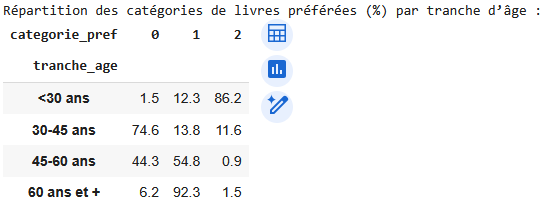 Répartition des catégories de livres préférées (%) par tranche d’âge :
categorie_pref 0 1 2
tranche_age
<30 ans 1.5 12.3 86.2
30-45 ans 74.6 13.8 11.6
45-60 ans 44.3 54.8 0.9
60 ans et + 6.2 92.3 1.5